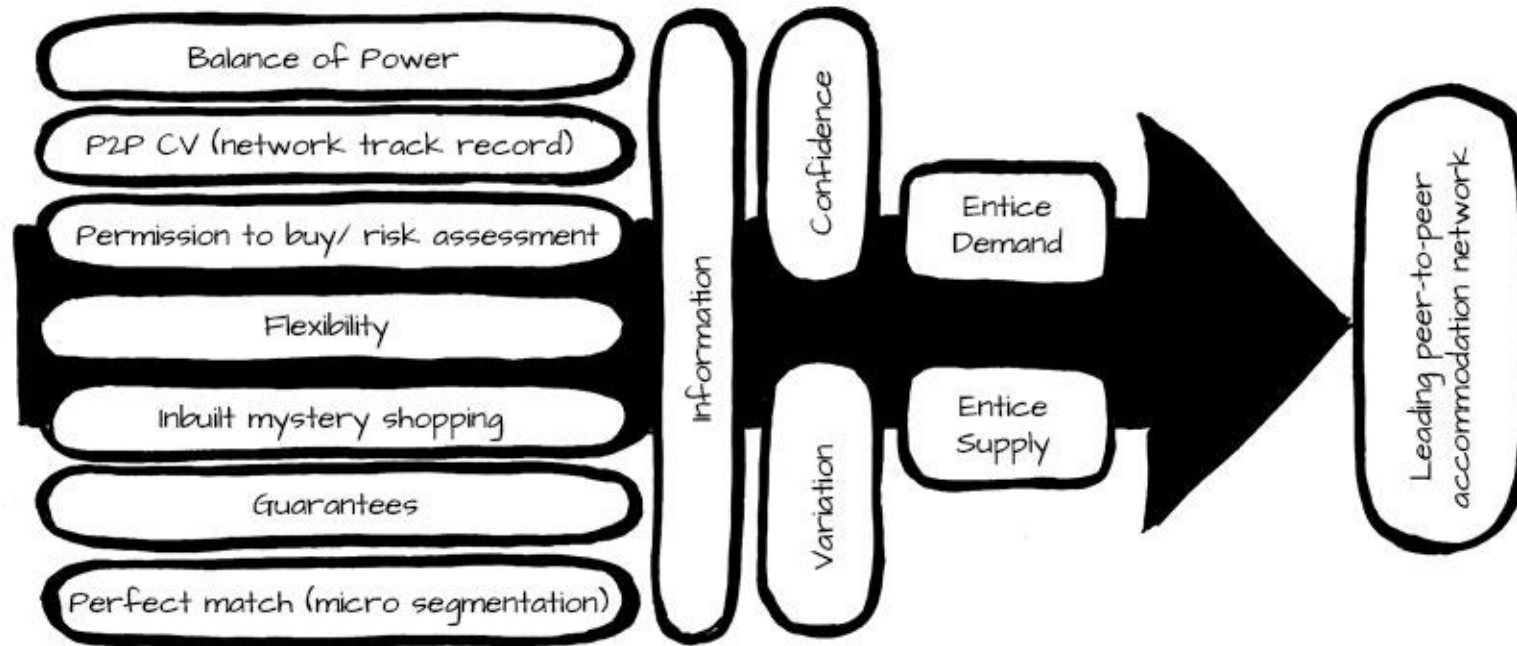 Balance of Power
P2P CV (network track record)
Permission to buy/ risk assessment
Flexibility
Inbuilt mystery shopping
Guarantees
Perfect match (micro segmentation)
Information
Confidence
Variation
Entice
Demand
Entice
Supply
Leading peer-to-peer
accommodation network